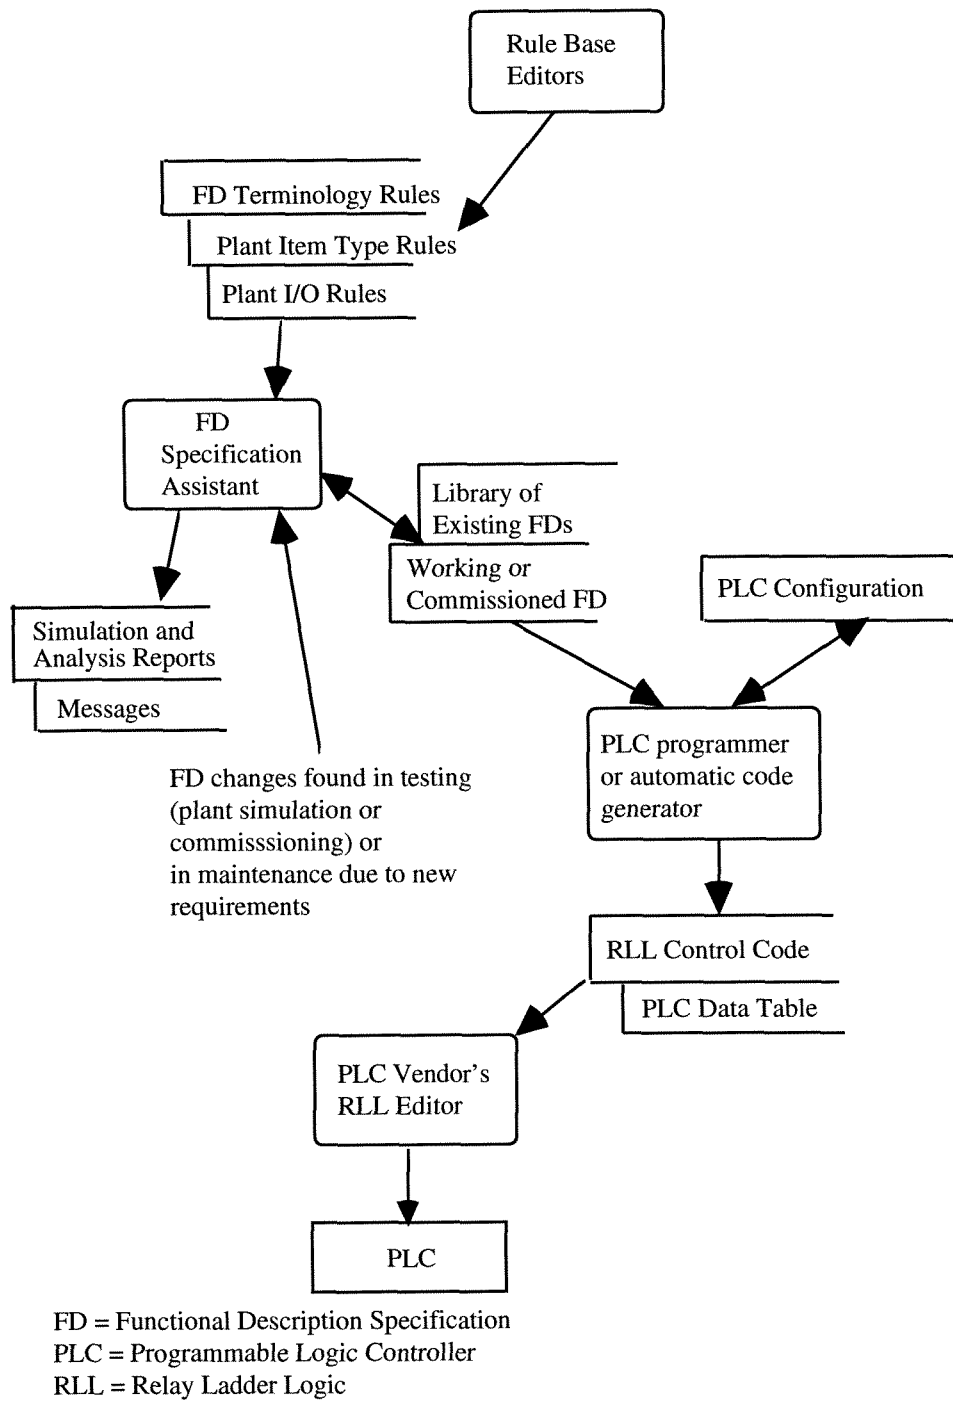 Rule Base
Editors
FD Terminology Rules
Plant Item Type Rules
Plant I/O Rules
FD
Specification
Assistant
Library of
Existing FDs
Working or
Commissioned FD
PLC Configuration
Simulation and
Analysis Reports
Messages
PLC programmer
or automatic code
generator
FD changes found in testing
(plant simulation or
commisssioning) or
in maintenance due to new
requirements
RLL Control Code
PLC Data Table
PLC Vendor's
RLL Editor
PLC
FD = Functional Description Specification
PLC = Programmable Logic Controller
RLL = Relay Ladder Logic